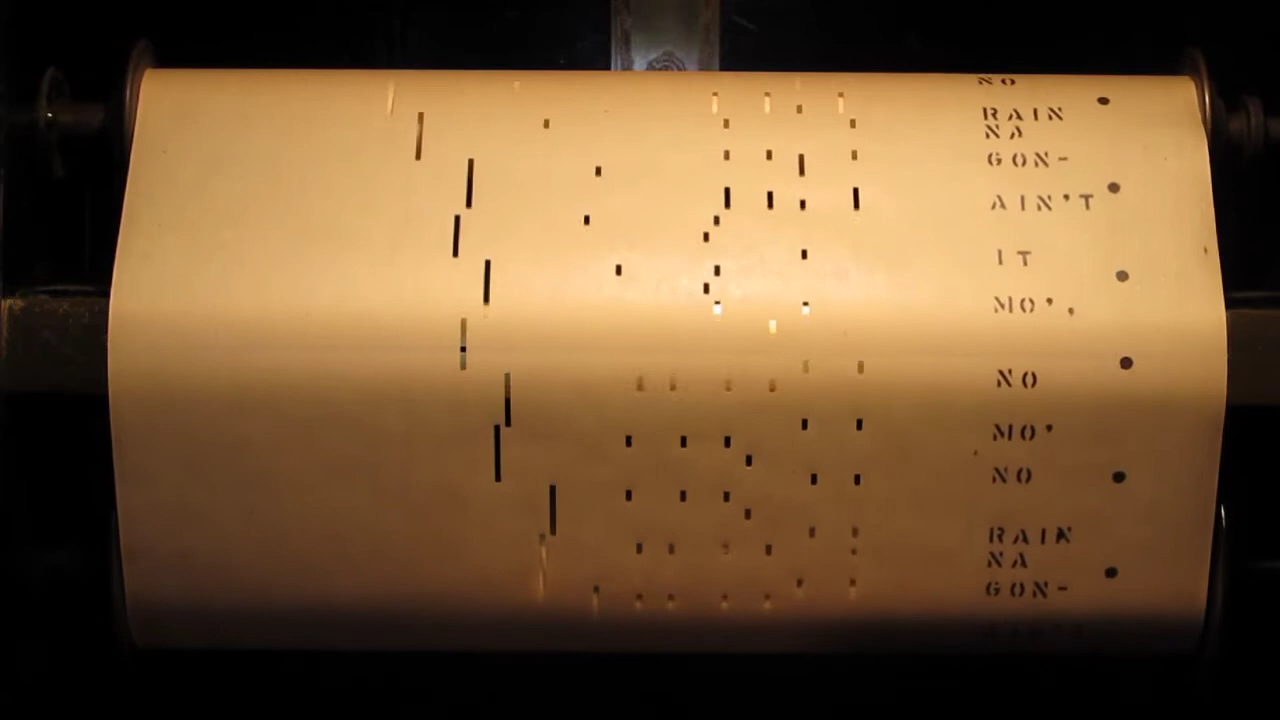 NO
RAIN
NA
GON-
AIN'T
IT
MO',
NO
MO'
NO
RAIN
NA
GON-